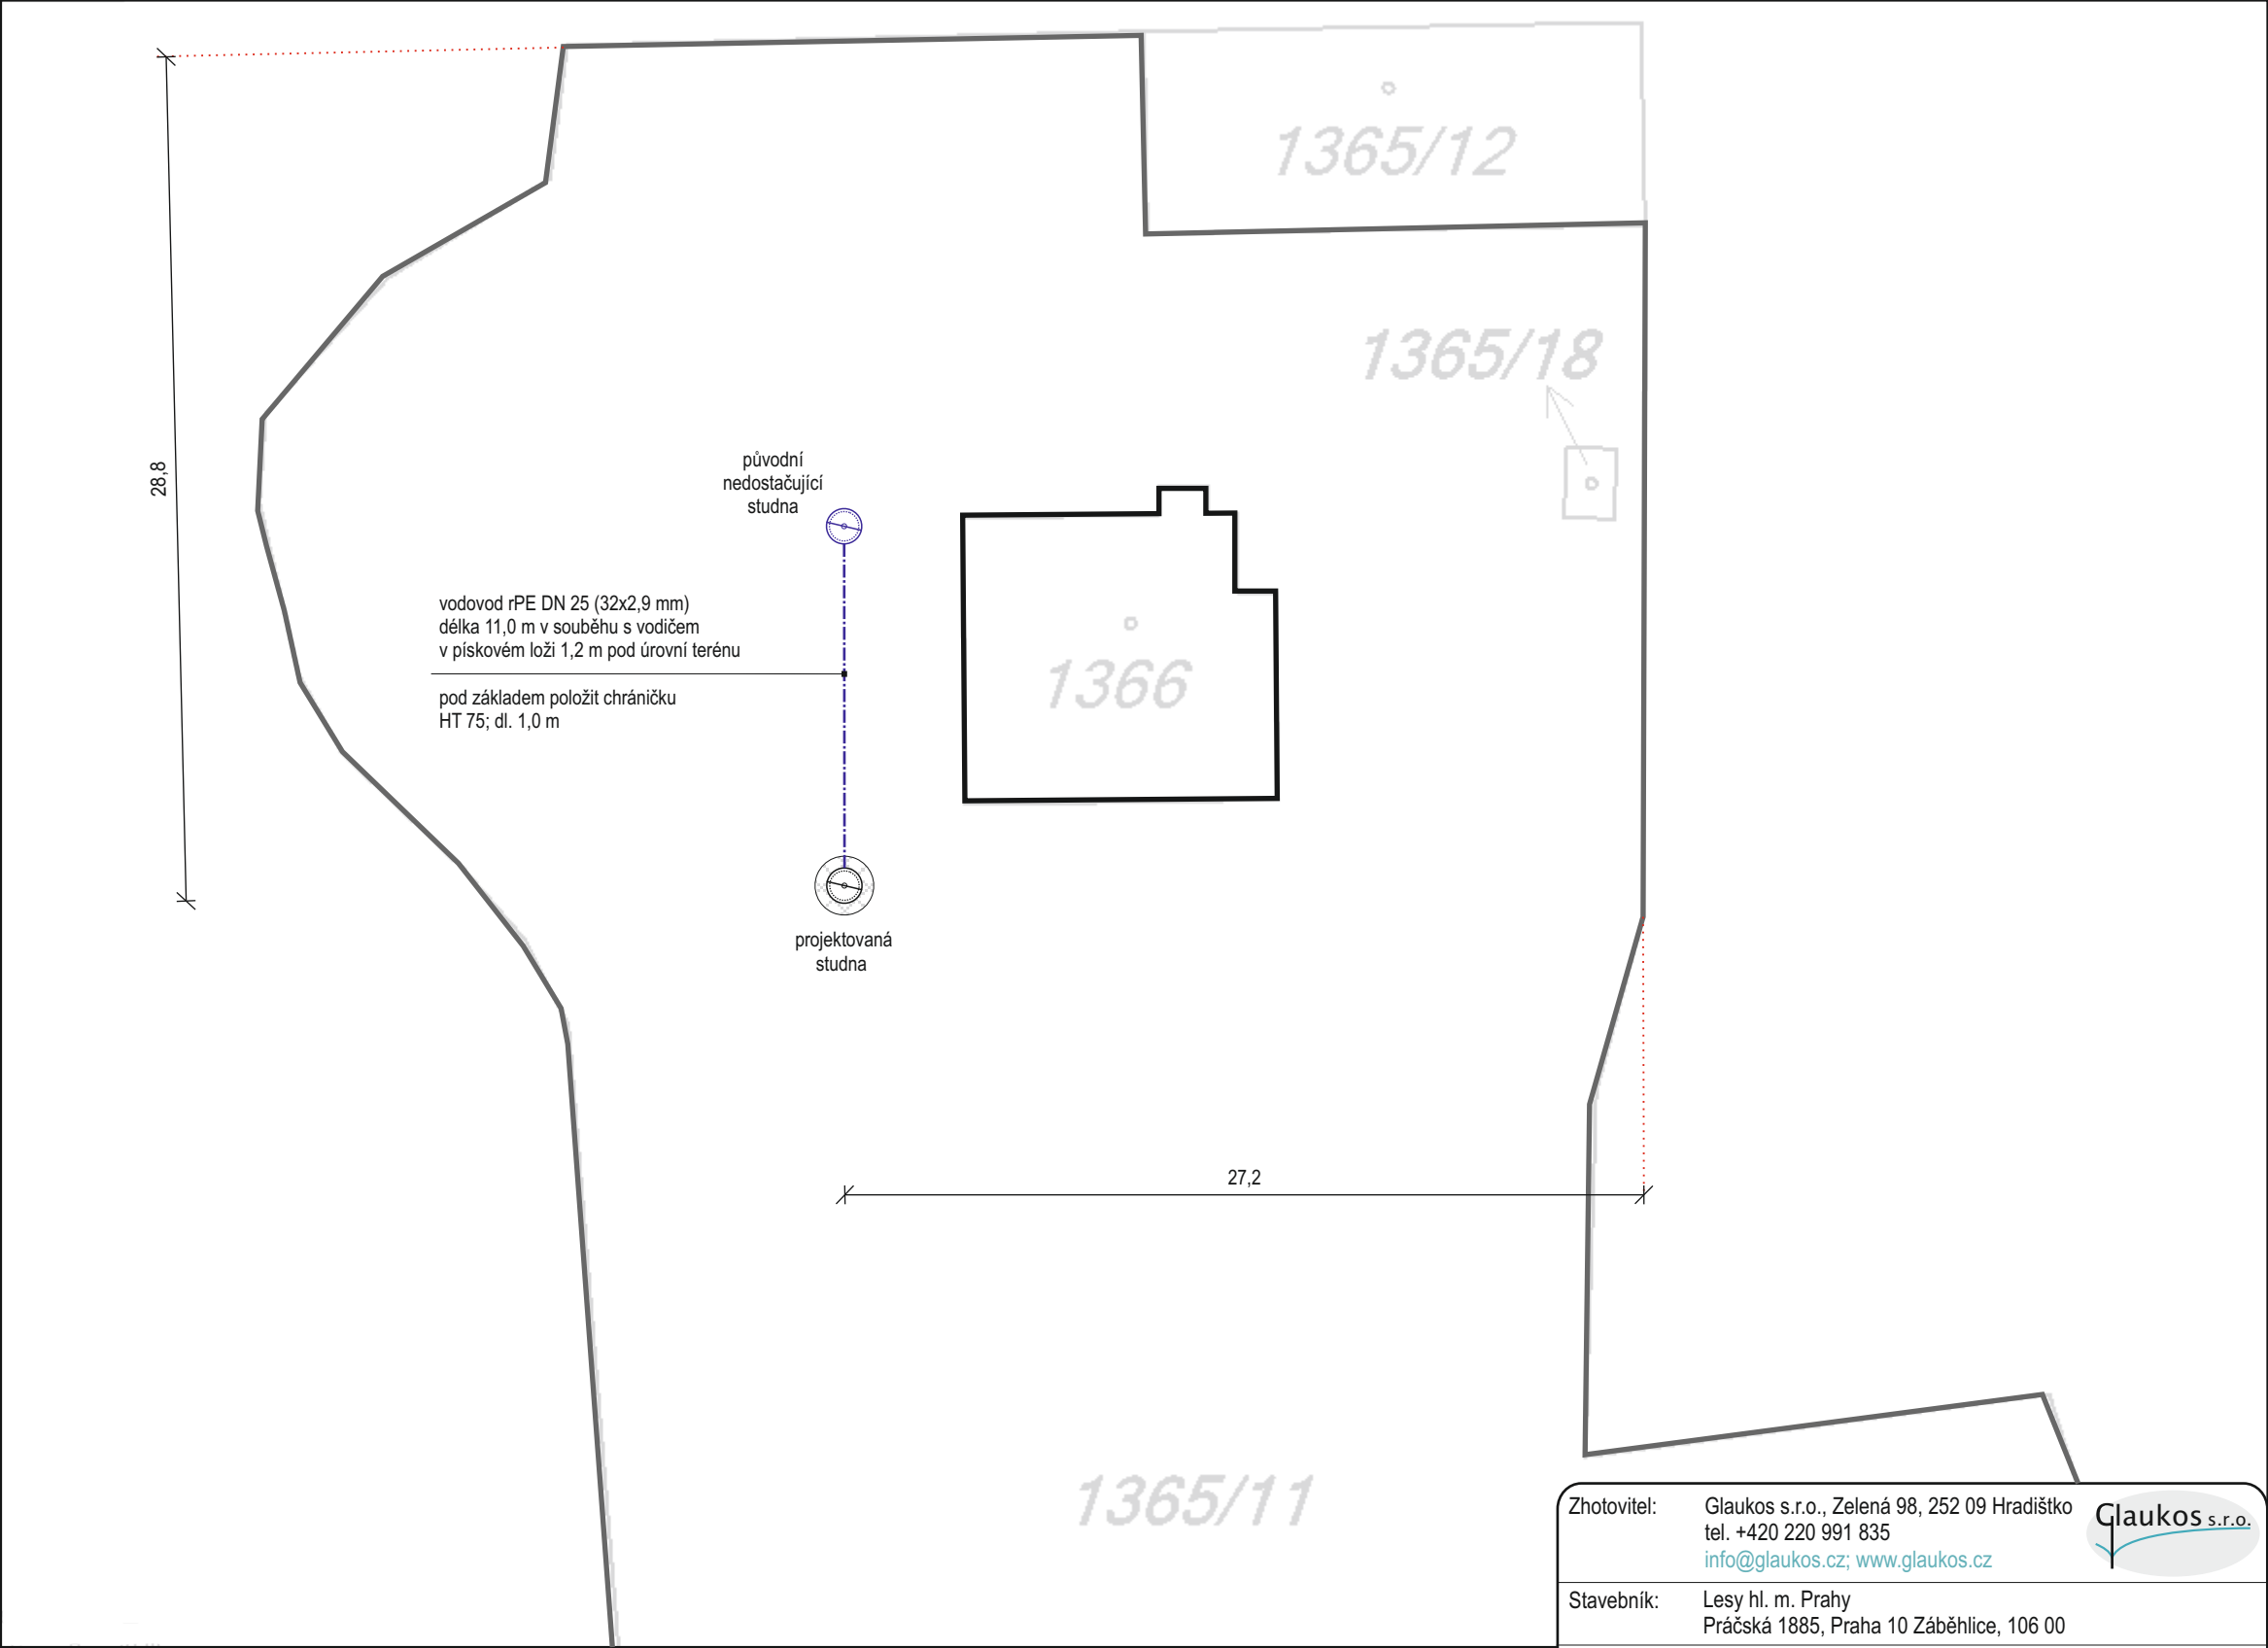 1365/12
1365/18
28,8
původní
nedostačující
studna
vodovod rPE DN 25 (32x2,9 mm)
délka 11,0 m v souběhu s vodičem
v pískovém loži 1,2 m pod úrovní terénu
pod základem položit chráničku
HT 75; dl. 1,0 m
1366
projektovaná
studna
27,2
1365/11
Zhotovitel: Glaukos s.r.o., Zelená 98, 252 09 Hradištko
tel. +420 220 991 835
info@glaukos.cz; www.glaukos.cz
Glaukos s.r.o.
Stavebník: Lesy hl. m. Prahy
Práčská 1885, Praha 10 Záběhlice, 106 00